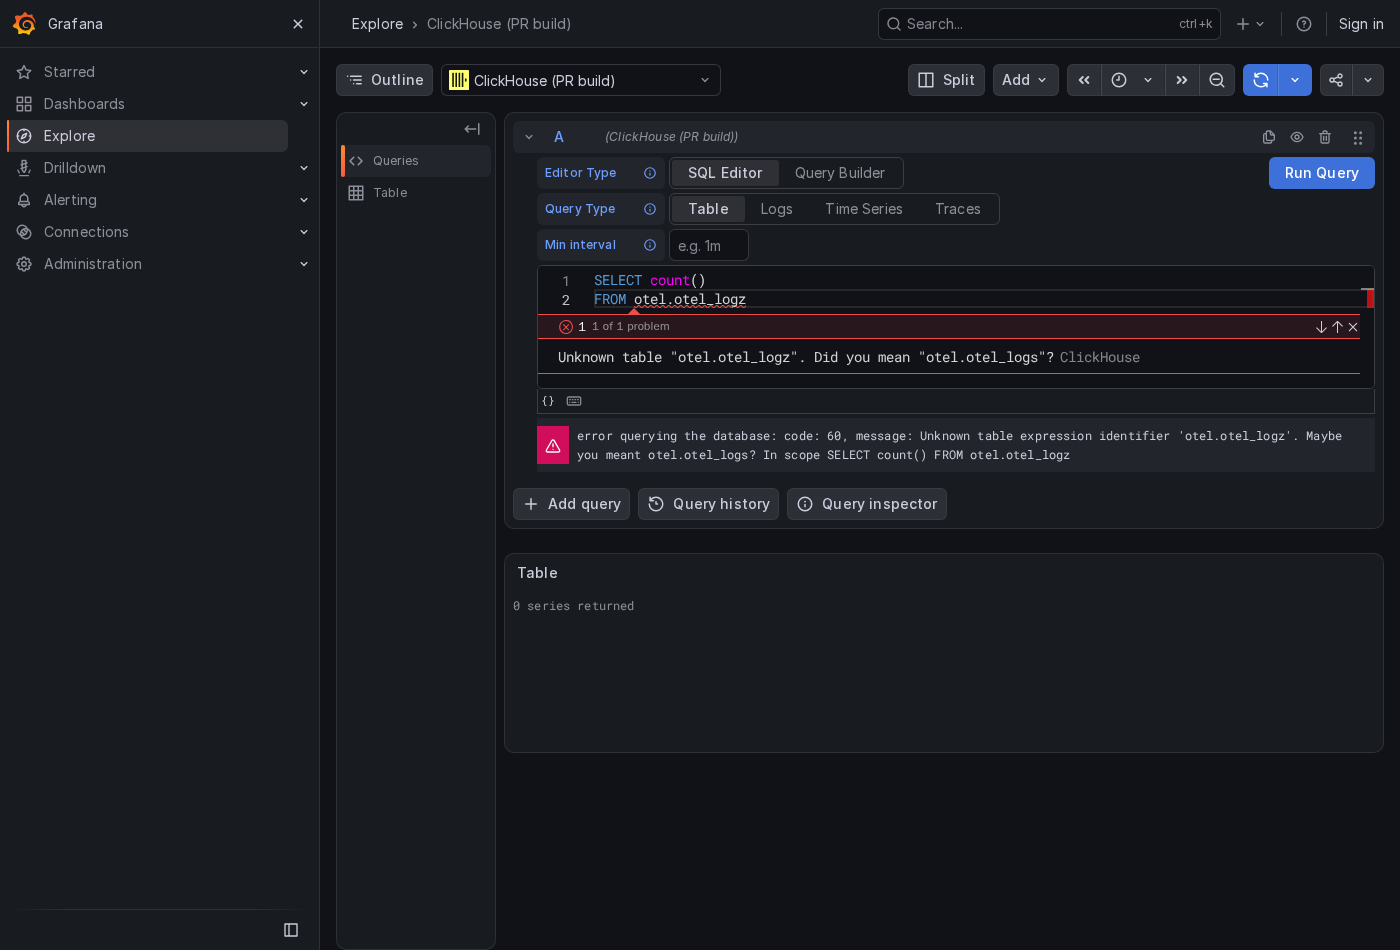 Grafana
Explore › ClickHouse (PR build)
Search...
ctrl+k
Sign in
Starred
Dashboards
Explore
Drilldown
Alerting
Connections
Administration
Outline
ClickHouse (PR build)
Split
Add
Queries
Table
A
(ClickHouse (PR build))
Editor Type
SQL Editor
Query Builder
Run Query
Query Type
Table
Logs
Time Series
Traces
Min interval
e.g. 1m
1 SELECT count()
2 FROM otel.otel_logz
1 1 of 1 problem
Unknown table "otel.otel_logz". Did you mean "otel.otel_logs"? ClickHouse
{}
error querying the database: code: 60, message: Unknown table expression identifier 'otel.otel_logz'. Maybe
you meant otel.otel_logs? In scope SELECT count() FROM otel.otel_logz
Add query
Query history
Query inspector
Table
0 series returned